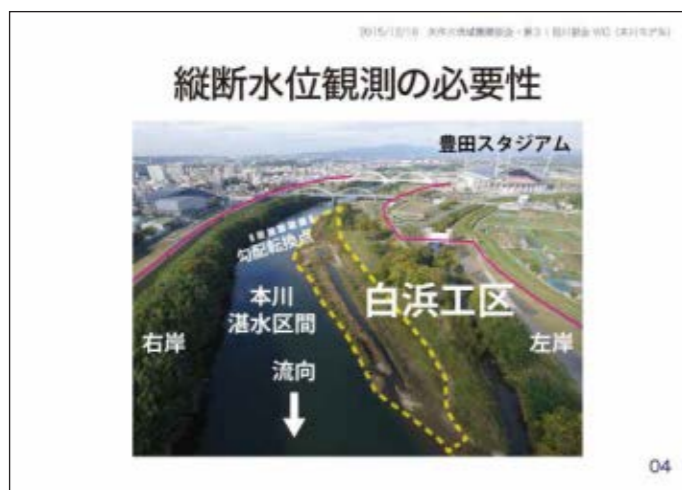 縦断水位観測の必要性
豊田スタジアム
勾配転換点
本川
湛水区間
白浜工区
右岸
左岸
流向
04